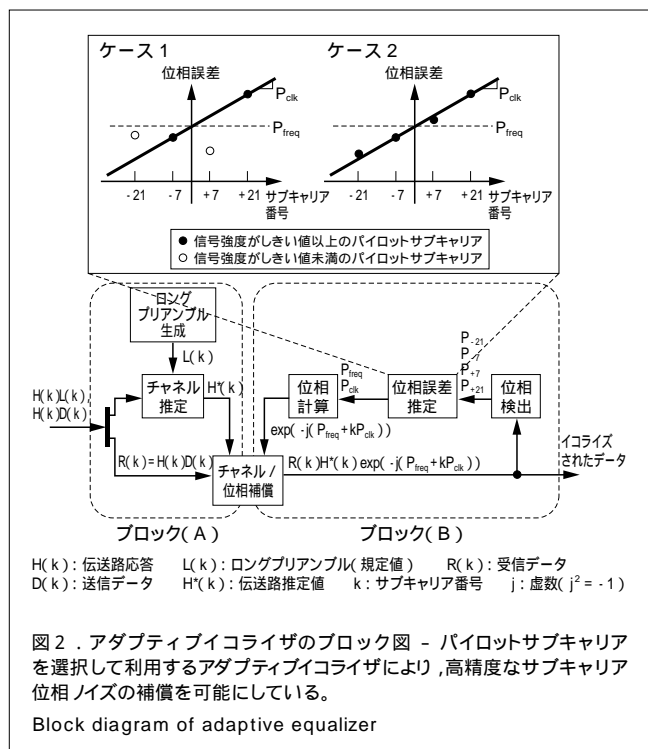 ケース1
ケース2
位相誤差
位相誤差
Pclk
Pclk
Pfreq
Pfreq
-21 -7 +7 +21 サブキャリア
番号
-21 -7 +7 +21 サブキャリア
番号
● 信号強度がしきい値以上のパイロットサブキャリア
○ 信号強度がしきい値未満のパイロットサブキャリア
ロング
プリアンブル
生成
L(k)
H(k)L(k),
H(k)D(k)
チャネル
推定
H*(k)
R(k)=H(k)D(k)
チャネル/
位相補償
位相
計算
exp(-j(Pfreq+kPclk))
Pfreq
Pclk
位相誤差
推定
P-21
P-7
P+7
P+21
位相
検出
R(k)H*(k)exp(-j(Pfreq+kPclk))
イコライズ
されたデータ
ブロック(A)
ブロック(B)
H(k):伝送路応答 L(k):ロングプリアンブル(規定値) R(k):受信データ
D(k):送信データ H*(k):伝送路推定値 k:サブキャリア番号 j:虚数(j²=-1)
図2.アダプティブイコライザのブロック図-パイロットサブキャリア
を選択して利用するアダプティブイコライザにより,高精度なサブキャリア
位相ノイズの補償を可能にしている。
Block diagram of adaptive equalizer